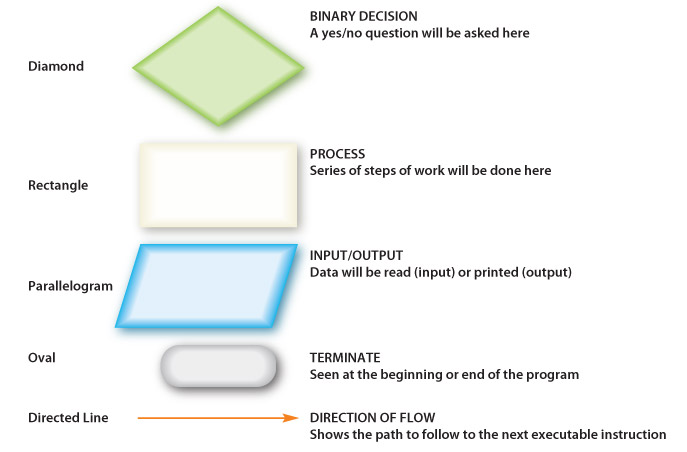 Diamond
BINARY DECISION
A yes/no question will be asked here
Rectangle
PROCESS
Series of steps of work will be done here
Parallelogram
INPUT/OUTPUT
Data will be read (input) or printed (output)
Oval
TERMINATE
Seen at the beginning or end of the program
Directed Line
DIRECTION OF FLOW
Shows the path to follow to the next executable instruction